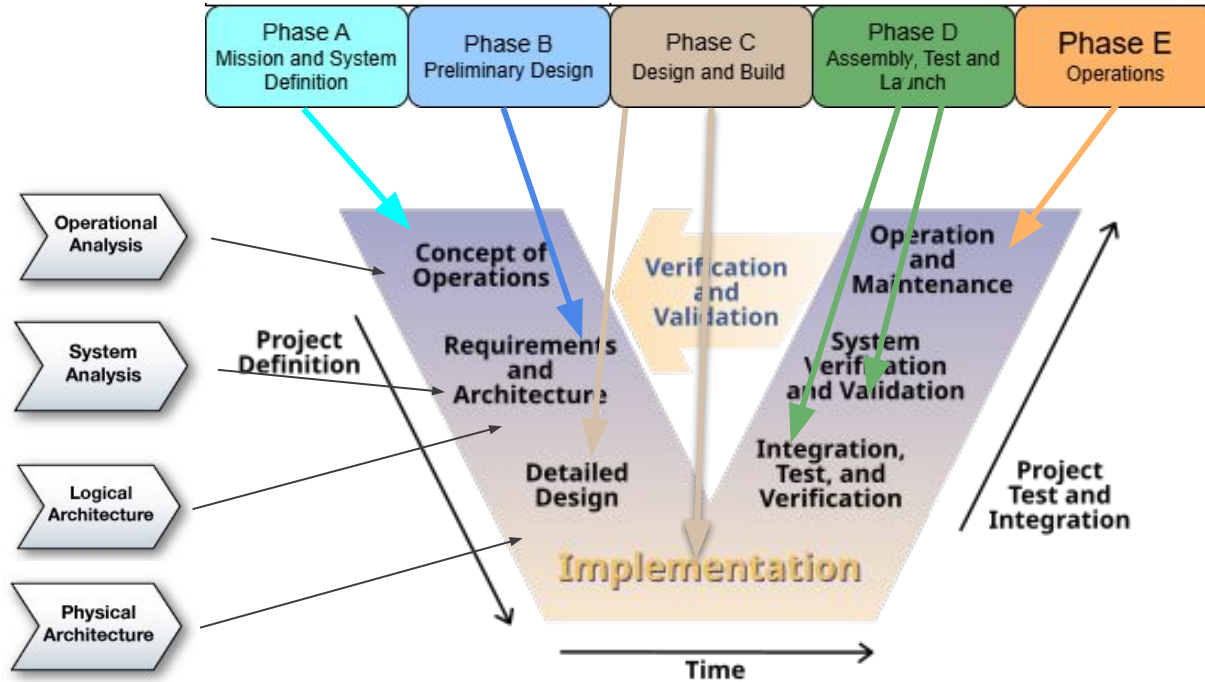 Phase A
Mission and System
Definition
Phase B
Preliminary Design
Phase C
Design and Build
Phase D
Assembly, Test and
Launch
Phase E
Operations
Operational
Analysis
System
Analysis
Logical
Architecture
Physical
Architecture
Project
Definition
Concept of
Operations
Requirements
and
Architecture
Detailed
Design
Implementation
Verification
and
Validation
Operation
and
Maintenance
System
Verification
and Validation
Integration,
Test, and
Verification
Project
Test and
Integration
Time